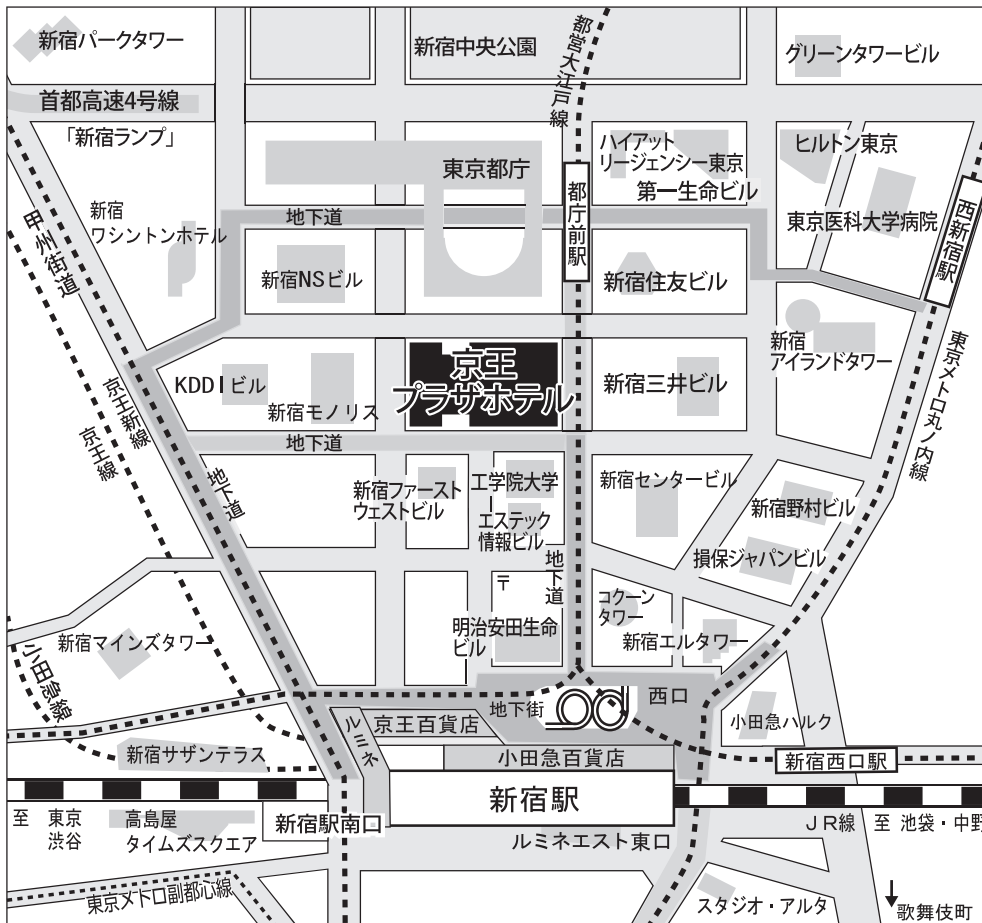 新宿パークタワー
新宿中央公園
都営大江戸線
グリーンタワービル
首都高速4号線
「新宿ランプ」
ハイアット
リージェンシー東京
ヒルトン東京
東京都庁
第一生命ビル
都庁前駅
新宿
ワシントンホテル
地下道
東京医科大学病院
西新宿駅
甲州街道
新宿NSビル
新宿住友ビル
京王
プラザホテル
新宿
アイランドタワー
東京メトロ丸ノ内線
KDDIビル
新宿モノリス
新宿三井ビル
京王新線
京王線
地下道
地下道
新宿ファースト
ウェストビル
工学院大学
エステック
情報ビル
新宿センタービル
新宿野村ビル
損保ジャパンビル
地下道
〒
コクーン
タワー
明治安田生命
ビル
新宿エルタワー
新宿マインズタワー
小田急線
地下街
西口
ルミネ
京王百貨店
小田急ハルク
新宿サザンテラス
小田急百貨店
新宿西口駅
新宿駅
至 東京
渋谷
高島屋
タイムズスクエア
新宿駅南口
ルミネエスト東口
JR線
至 池袋・中野
東京メトロ副都心線
スタジオ・アルタ
歌舞伎町